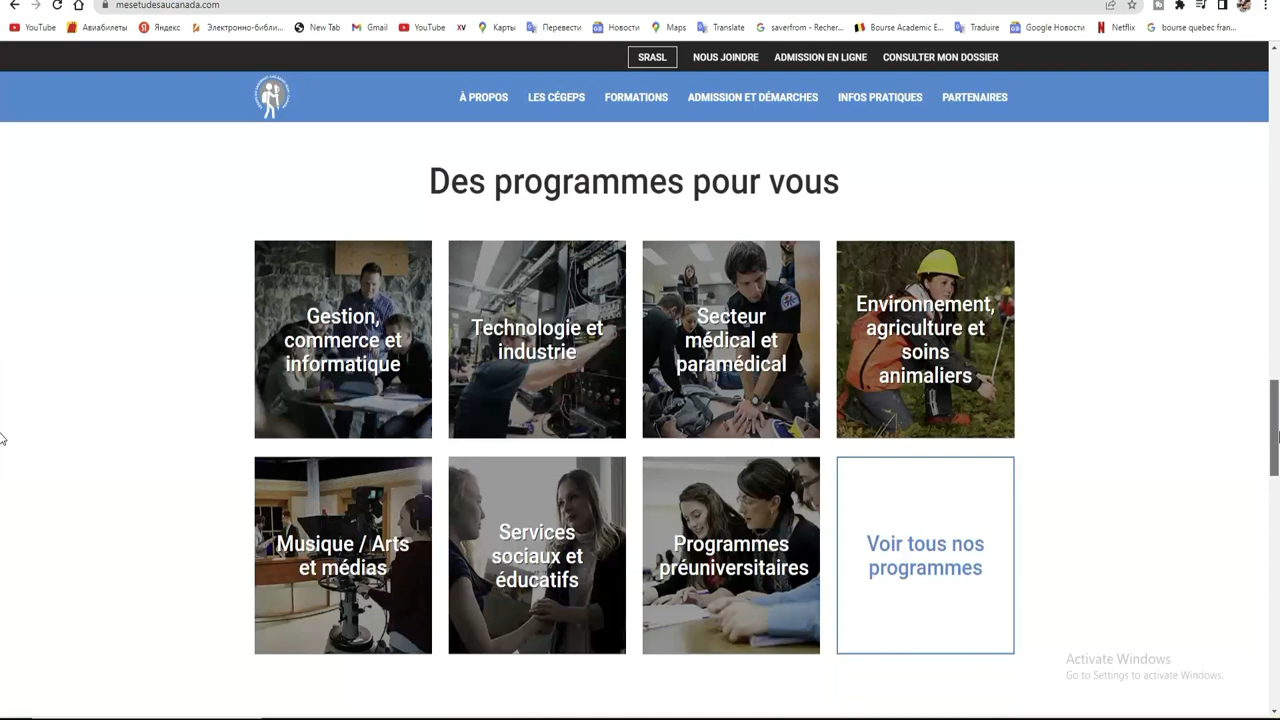 mesetudesaucanada.com
YouTube Авиабилеты Яндекс Электронно-библи... New Tab Gmail YouTube XV Карты Перевести Новости Maps Translate saverfrom - Recher... Bourse Academic E... Traduire Google Новости Netflix bourse quebec fran...
SRASL NOUS JOINDRE ADMISSION EN LIGNE CONSULTER MON DOSSIER
À PROPOS LES CÉGEPS FORMATIONS ADMISSION ET DÉMARCHES INFOS PRATIQUES PARTENAIRES
Des programmes pour vous
Gestion,
commerce et
informatique
Technologie et
industrie
Secteur
médical et
paramédical
Environnement,
agriculture et
soins
animaliers
Musique / Arts
et médias
Services
sociaux et
éducatifs
Programmes
préuniversitaires
Voir tous nos
programmes
Activate Windows
Go to Settings to activate Windows.